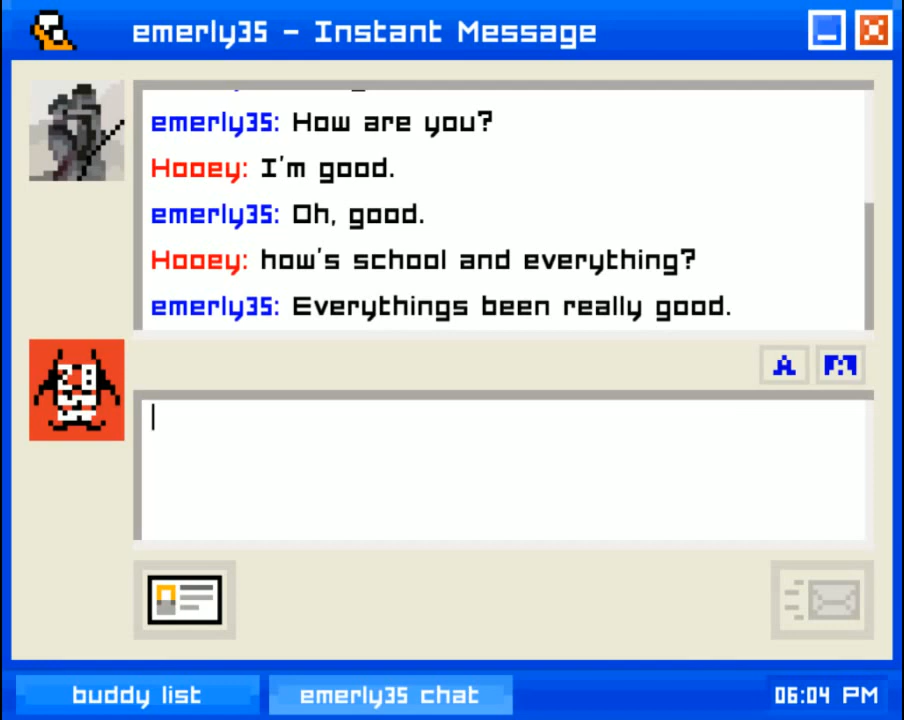 emerly35 - Instant Message
emerly35: How are you?
Hooey: I'm good.
emerly35: Oh, good.
Hooey: how's school and everything?
emerly35: Everythings been really good.
A
buddy list
emerly35 chat
06:04 PM